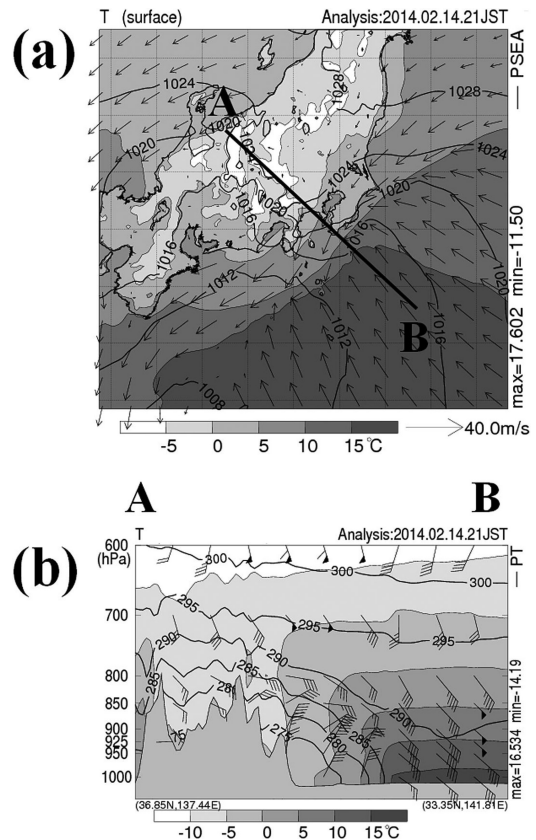 T (surface) Analysis:2014.02.14.21JST
(a)
PSEA
1028
1024
1028
A
1020
1020
1024
1024
1020
1020
1016
1016
1016
1012
1020
1012
1016
B
1008
max=17.602 min=-11.50
-5 0 5 10 15℃ 40.0m/s
A B
T Analysis:2014.02.14.21JST
(b)
600
(hPa)
PT
300
300
300
295
700
295
295
290
290
285
285
800
290
850
275
285
280
900
925
950
1000
max=16.534 min=-14.19
(36.85N,137.44E) (33.35N,141.81E)
-10 -5 0 5 10 15℃